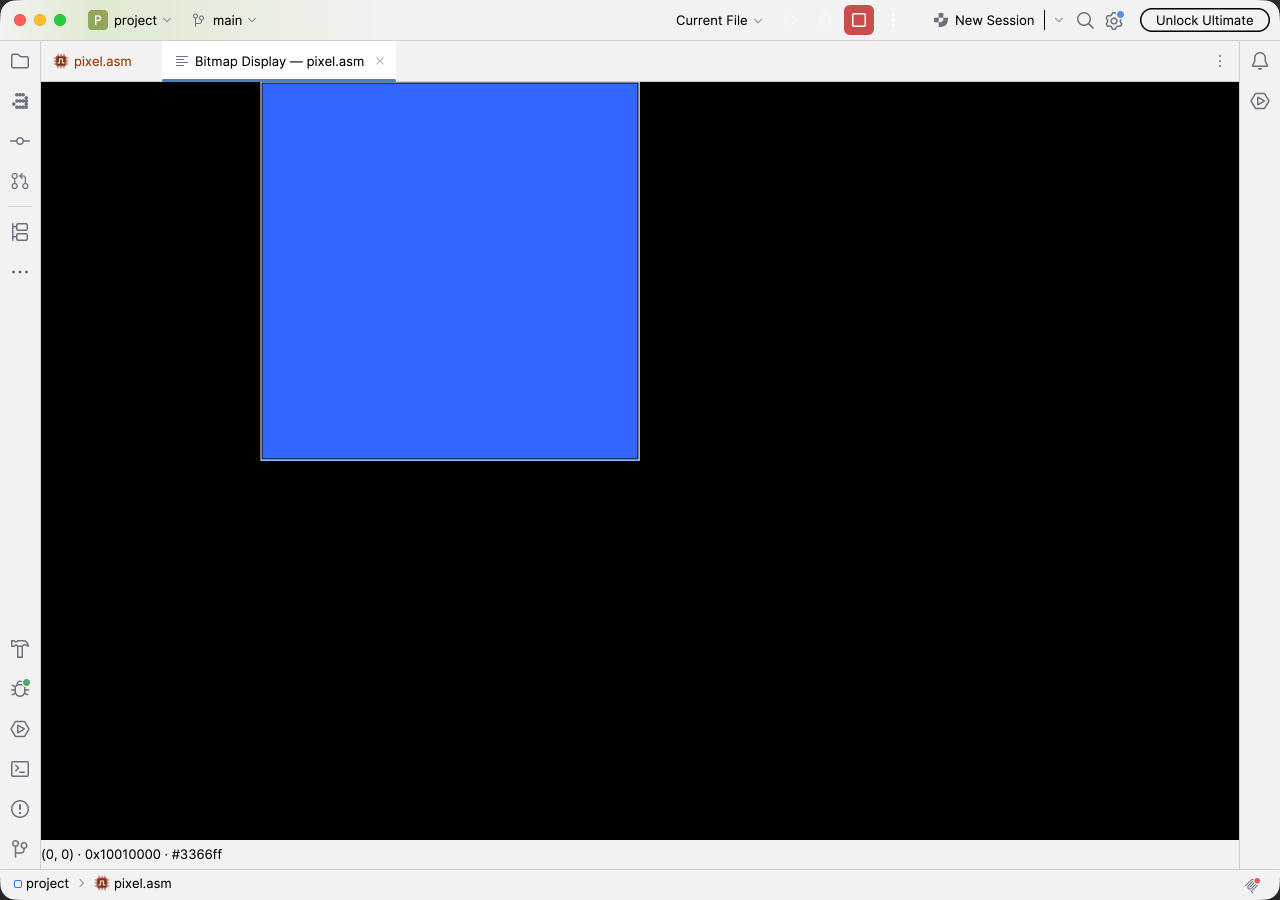 P project main Current File New Session Unlock Ultimate
pixel.asm Bitmap Display — pixel.asm
(0, 0) · 0x10010000 · #3366ff
project pixel.asm